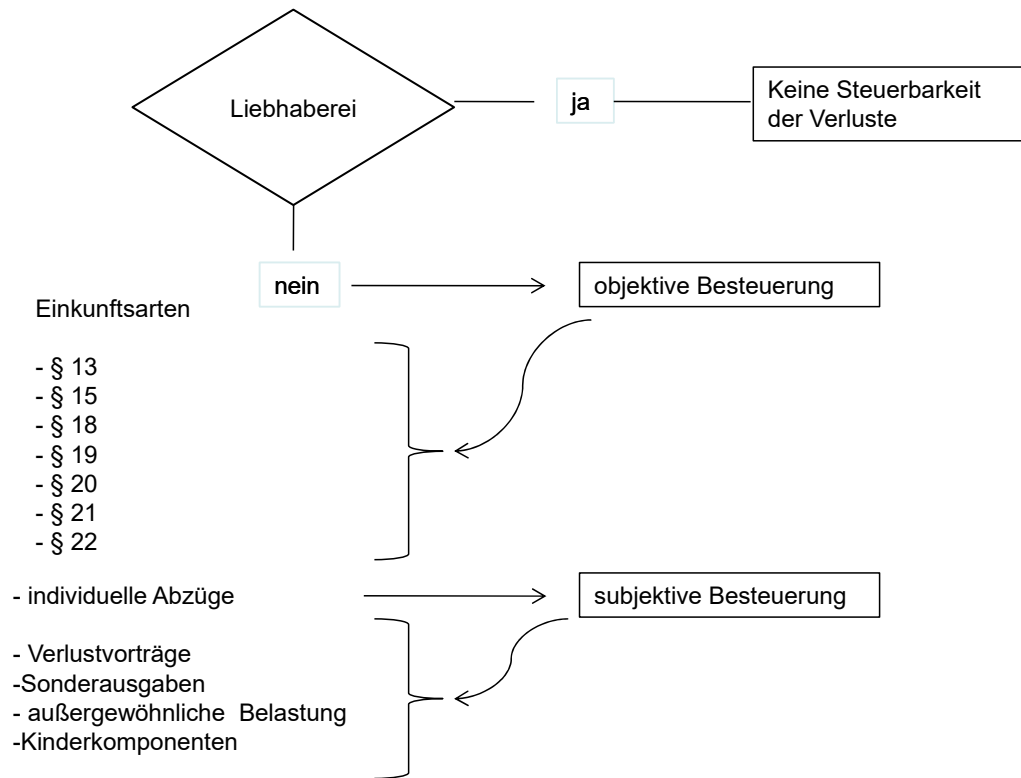 Liebhaberei
ja
Keine Steuerbarkeit
der Verluste
nein
objektive Besteuerung
Einkunftsarten
- § 13
- § 15
- § 18
- § 19
- § 20
- § 21
- § 22
- individuelle Abzüge
subjektive Besteuerung
- Verlustvorträge
-Sonderausgaben
- außergewöhnliche Belastung
-Kinderkomponenten